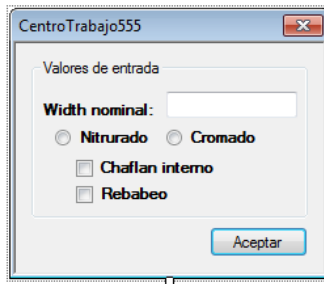 CentroTrabajo555
Valores de entrada
Width nominal:
Nitrurado Cromado
Chaflan interno
Rebabeo
Aceptar